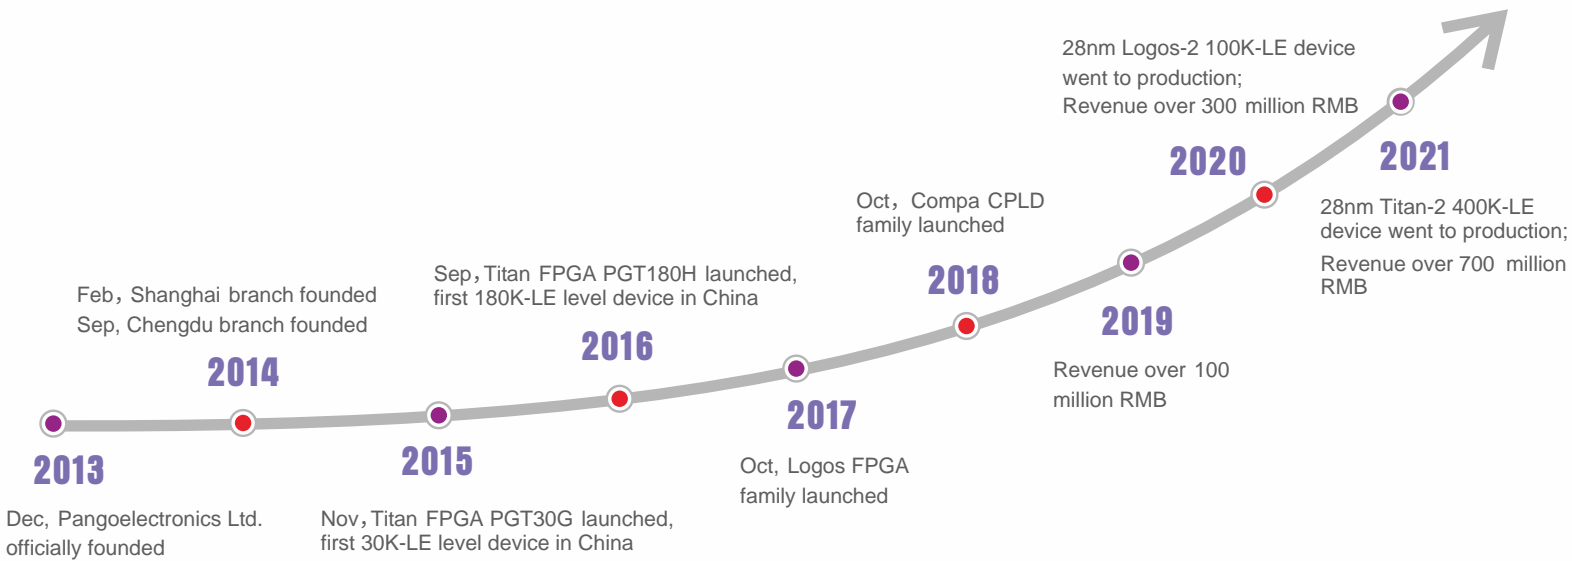 Dec, Pangoelectronics Ltd.
officially founded
2013
Feb，Shanghai branch founded
Sep, Chengdu branch founded
2014
2015
Nov，Titan FPGA PGT30G launched,
first 30K-LE level device in China
Sep，Titan FPGA PGT180H launched,
first 180K-LE level device in China
2016
2017
Oct, Logos FPGA
family launched
Oct，Compa CPLD
family launched
2018
2019
Revenue over 100
million RMB
28nm Logos-2 100K-LE device
went to production;
Revenue over 300 million RMB
2020
2021
28nm Titan-2 400K-LE
device went to production;
Revenue over 700 million
RMB